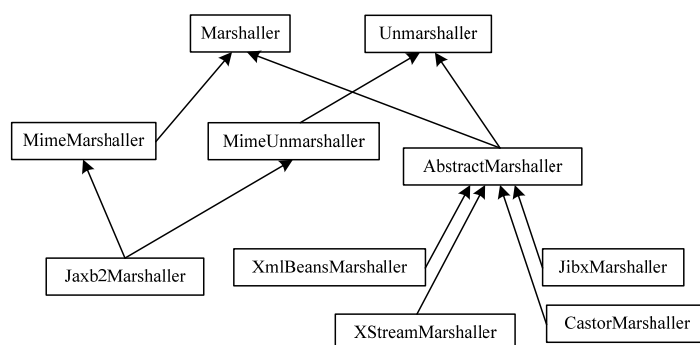 Marshaller
Unmarshaller
MimeMarshaller
MimeUnmarshaller
AbstractMarshaller
Jaxb2Marshaller
XmlBeansMarshaller
JibxMarshaller
XStreamMarshaller
CastorMarshaller